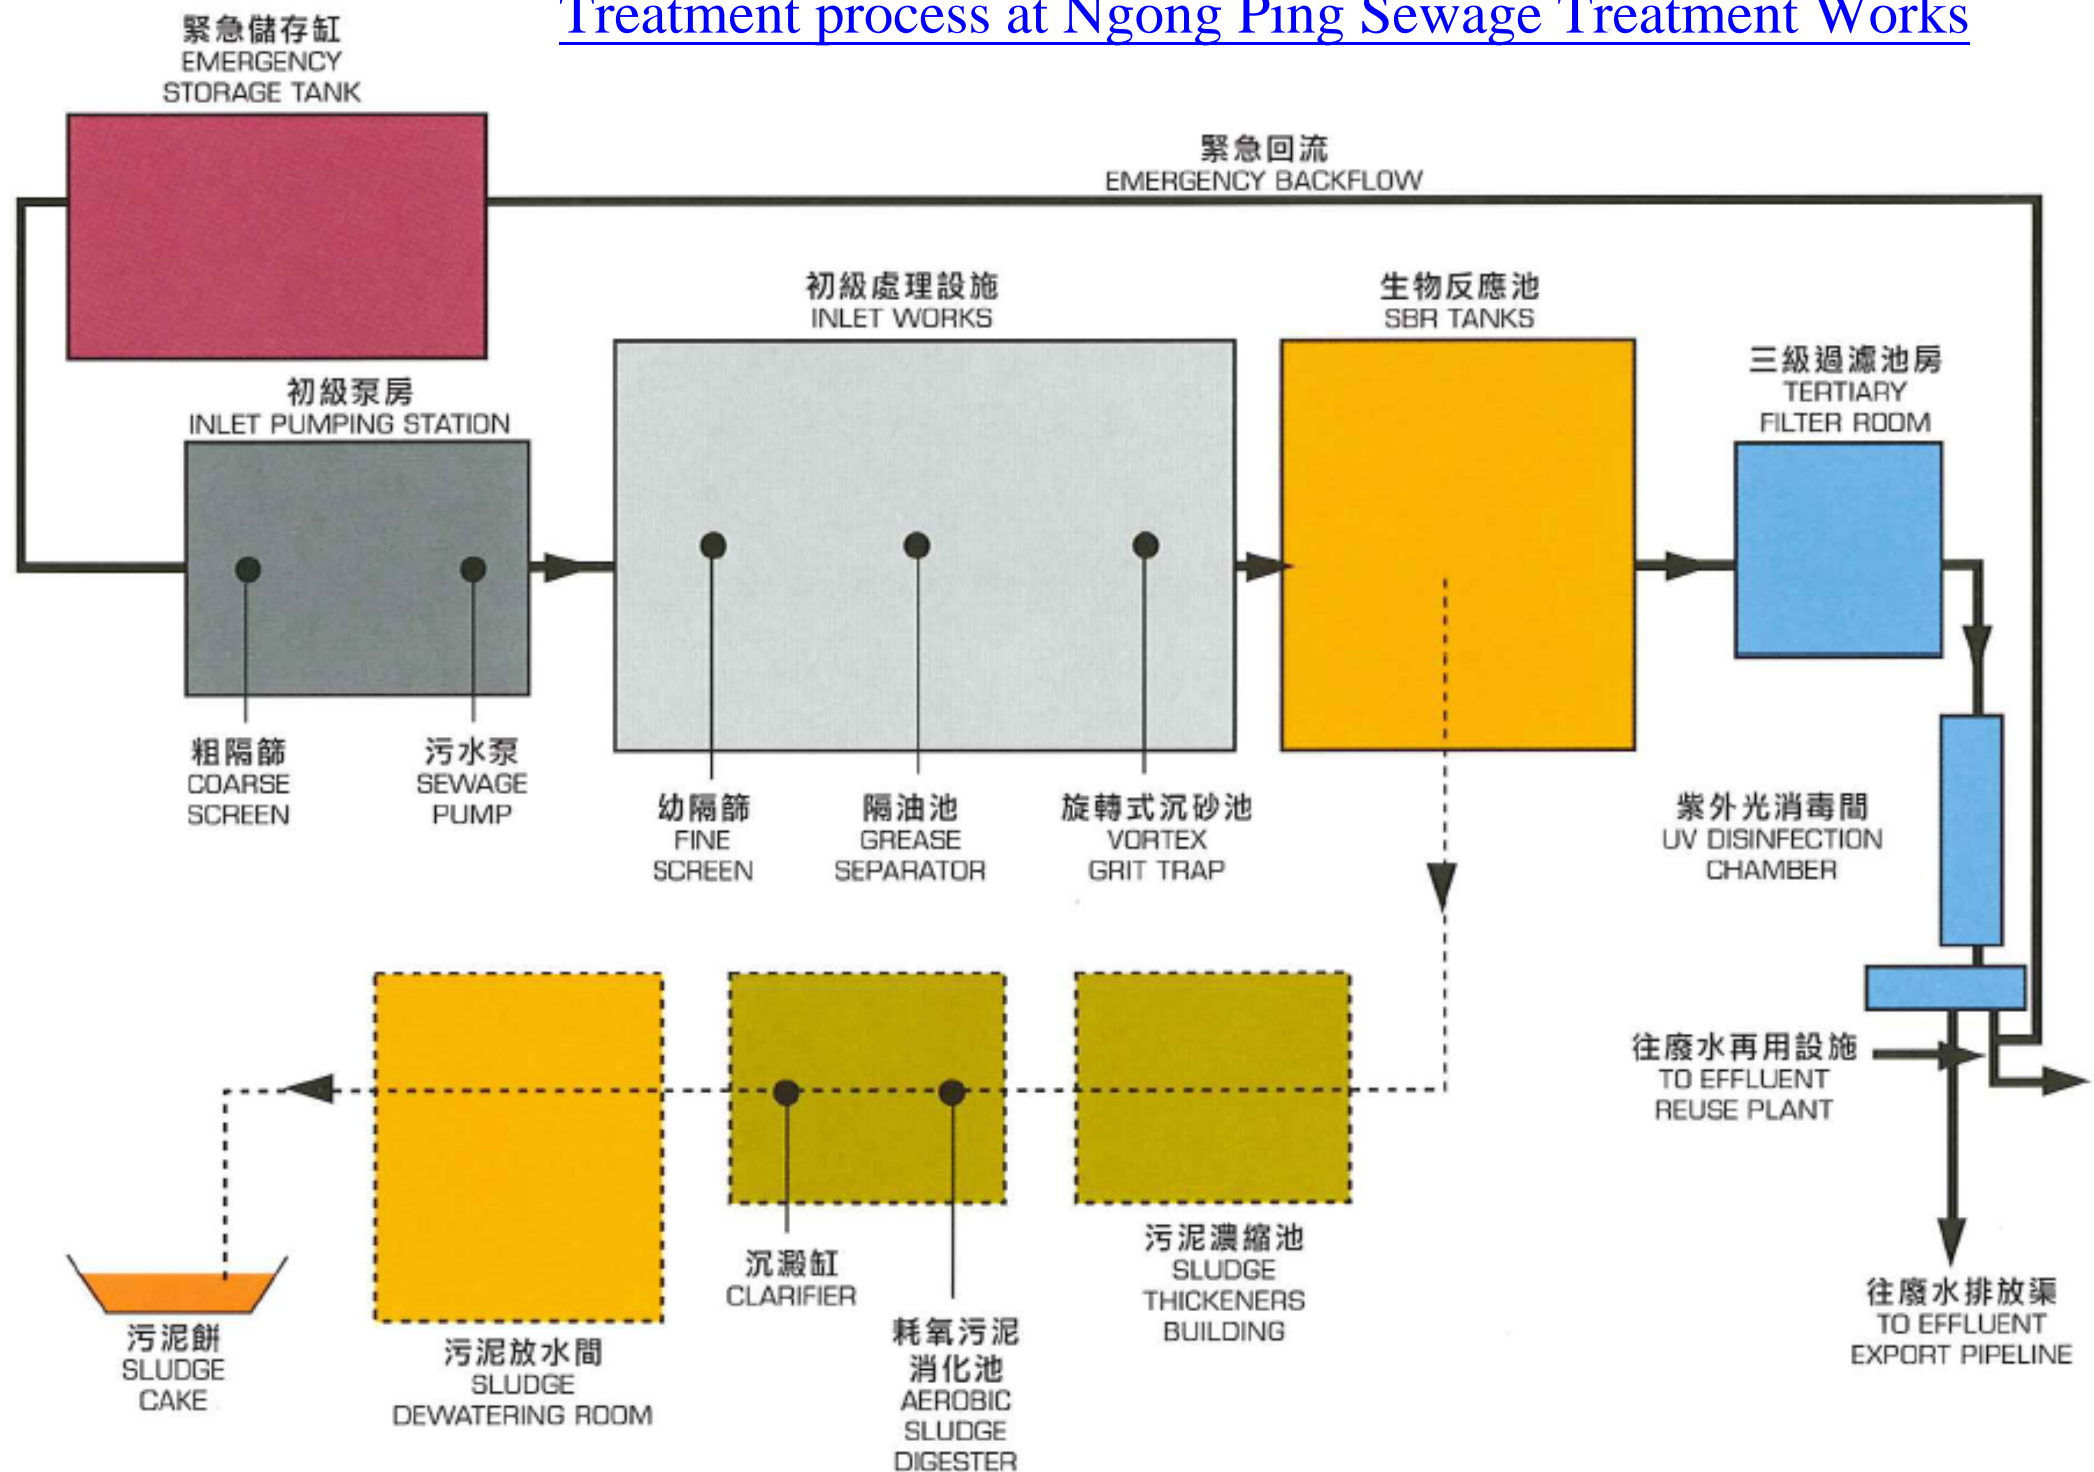 Treatment process at Ngong Ping Sewage Treatment Works
緊急儲存缸
EMERGENCY
STORAGE TANK
緊急回流
EMERGENCY BACKFLOW
初級處理設施
INLET WORKS
生物反應池
SBR TANKS
三級過濾池房
TERTIARY
FILTER ROOM
初級泵房
INLET PUMPING STATION
粗隔篩
COARSE
SCREEN
污水泵
SEWAGE
PUMP
幼隔篩
FINE
SCREEN
隔油池
GREASE
SEPARATOR
旋轉式沉砂池
VORTEX
GRIT TRAP
紫外光消毒間
UV DISINFECTION
CHAMBER
往廢水再用設施
TO EFFLUENT
REUSE PLANT
往廢水排放渠
TO EFFLUENT
EXPORT PIPELINE
污泥濃縮池
SLUDGE
THICKENERS
BUILDING
沉澱缸
CLARIFIER
耗氧污泥
消化池
AEROBIC
SLUDGE
DIGESTER
污泥放水間
SLUDGE
DEWATERING ROOM
污泥餅
SLUDGE
CAKE